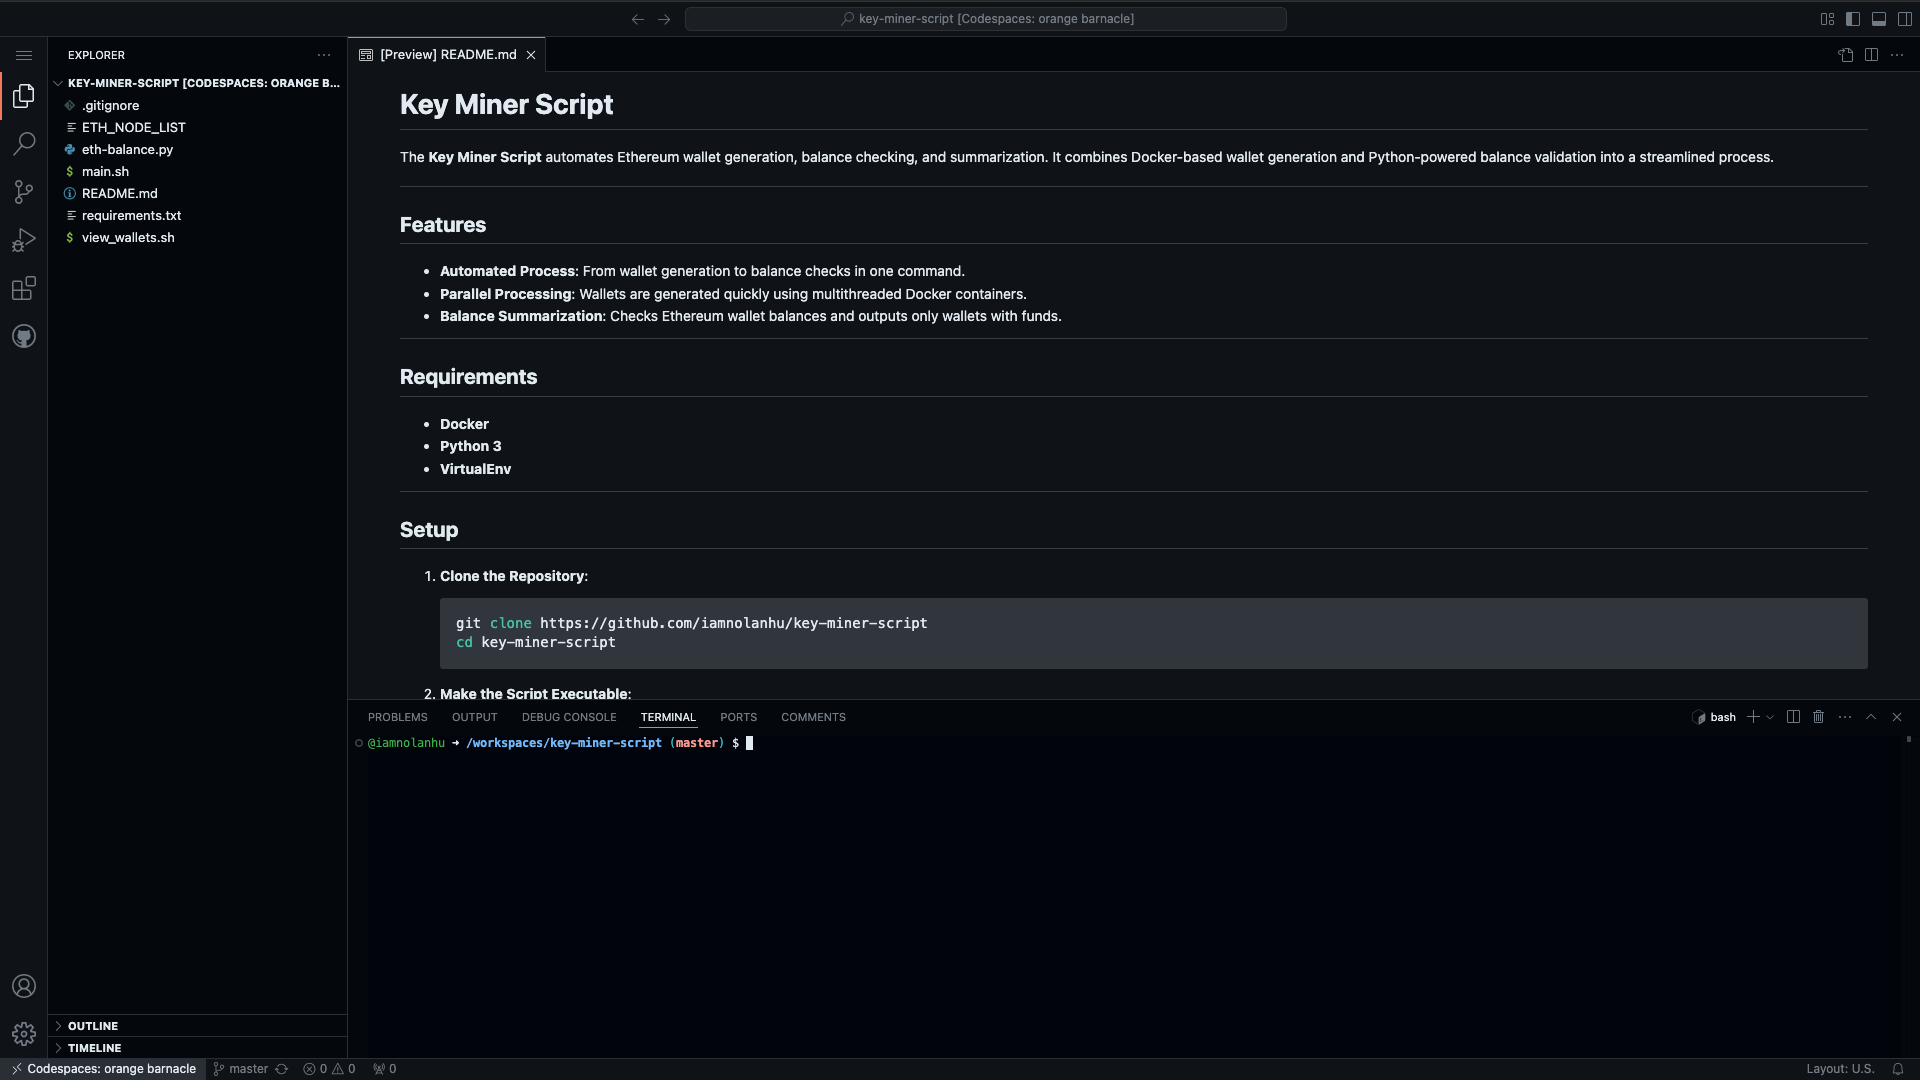 key-miner-script [Codespaces: orange barnacle]
EXPLORER
KEY-MINER-SCRIPT [CODESPACES: ORANGE B...
.gitignore
ETH_NODE_LIST
eth-balance.py
main.sh
README.md
requirements.txt
view_wallets.sh
OUTLINE
TIMELINE
[Preview] README.md
Key Miner Script
The Key Miner Script automates Ethereum wallet generation, balance checking, and summarization. It combines Docker-based wallet generation and Python-powered balance validation into a streamlined process.
Features
• Automated Process: From wallet generation to balance checks in one command.
• Parallel Processing: Wallets are generated quickly using multithreaded Docker containers.
• Balance Summarization: Checks Ethereum wallet balances and outputs only wallets with funds.
Requirements
• Docker
• Python 3
• VirtualEnv
Setup
1. Clone the Repository:
git clone https://github.com/iamnolanhu/key-miner-script
cd key-miner-script
2. Make the Script Executable:
PROBLEMS OUTPUT DEBUG CONSOLE TERMINAL PORTS COMMENTS bash
@iamnolanhu → /workspaces/key-miner-script (master) $
Codespaces: orange barnacle master 0 0 0 Layout: U.S.